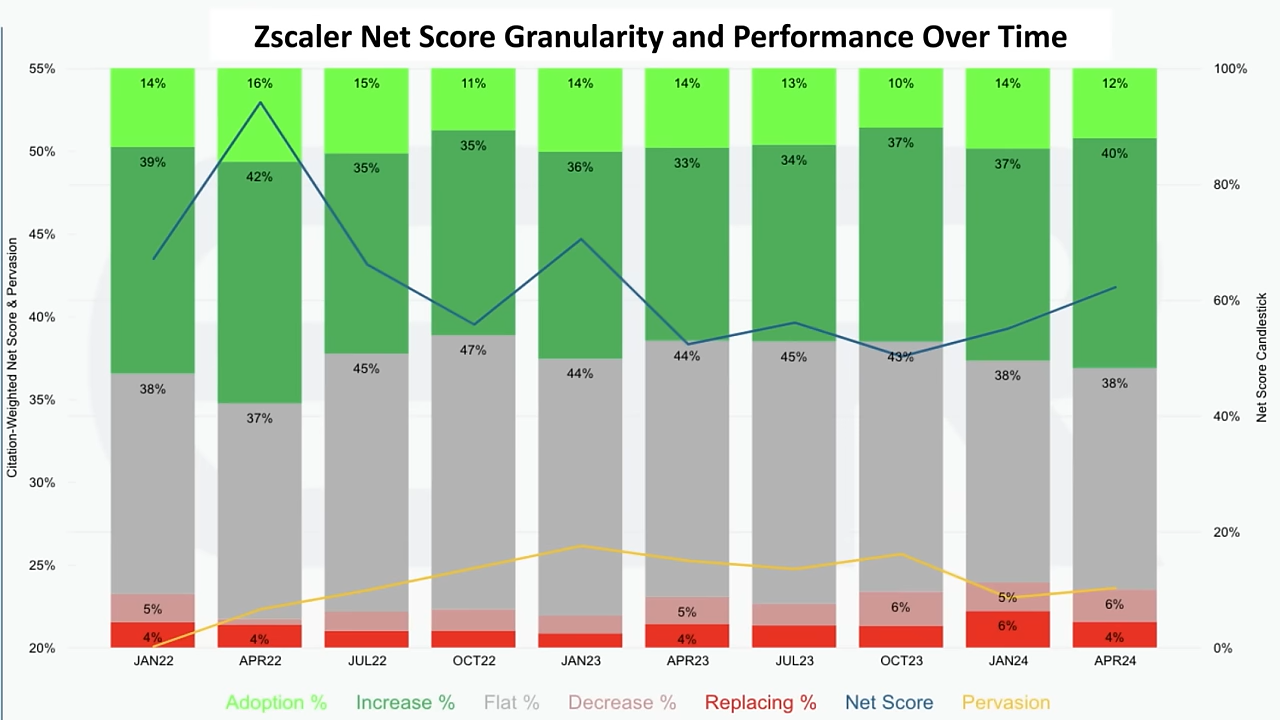 Zscaler Net Score Granularity and Performance Over Time
Citation-Weighted Net Score & Pervasion
55%
50%
45%
40%
35%
30%
25%
20%
14% 16% 15% 11% 14% 14% 13% 10% 14% 12%
39% 42% 35% 35% 36% 33% 34% 37% 37% 40%
38% 37% 45% 47% 44% 44% 45% 43% 38% 38%
5% 5% 6% 5% 6%
4% 4% 4% 6% 4%
100%
80%
60%
40%
20%
0%
Net Score Candlestick
JAN22 APR22 JUL22 OCT22 JAN23 APR23 JUL23 OCT23 JAN24 APR24
Adoption % Increase % Flat % Decrease % Replacing % Net Score Pervasion